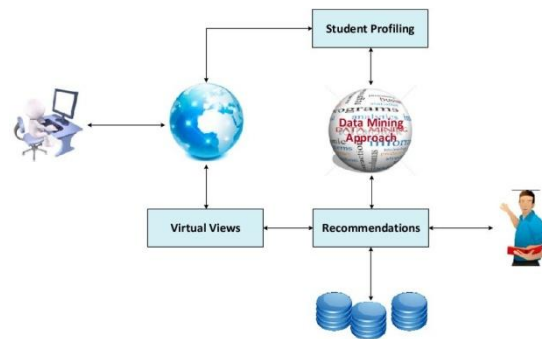 Student Profiling
Data Mining
Approach
Virtual Views
Recommendations